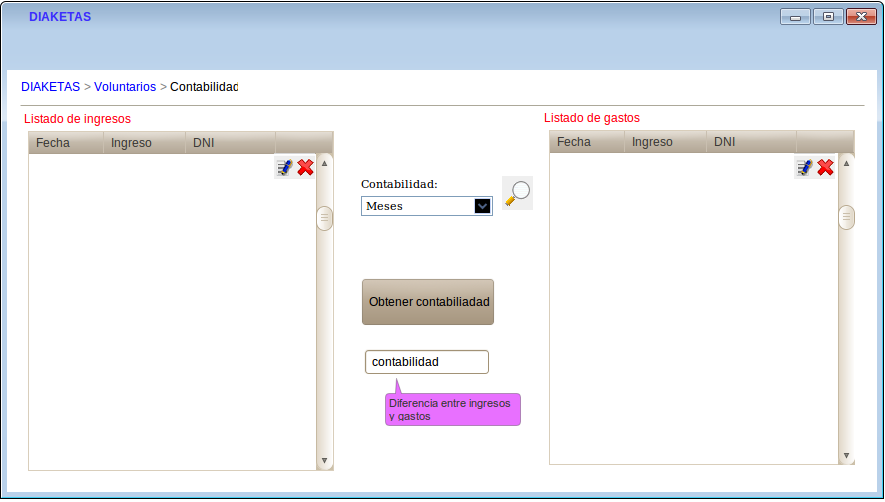 DIAKETAS
DIAKETAS > Voluntarios > Contabilidad
Listado de ingresos
Fecha Ingreso DNI
Contabilidad:
Meses
Obtener contabiliadad
contabilidad
Diferencia entre ingresos
y gastos
Listado de gastos
Fecha Ingreso DNI